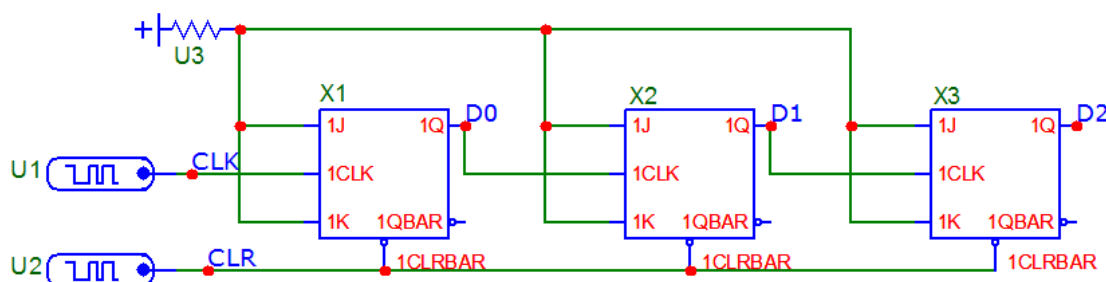 +
U3
X1 X2 X3
1J 1Q D0 1J 1Q D1 1J 1Q D2
U1 CLK 1CLK 1CLK 1CLK
1K 1QBAR 1K 1QBAR 1K 1QBAR
U2 CLR 1CLRBAR 1CLRBAR 1CLRBAR